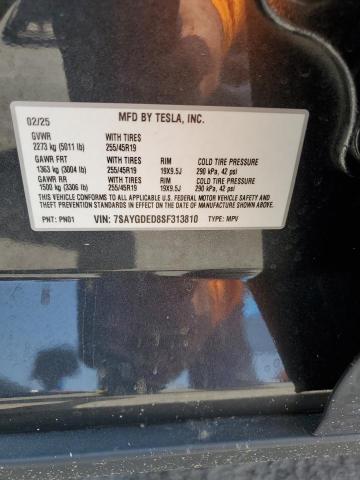 02/25 MFD BY TESLA, INC.
GVWR WITH TIRES
2273 kg (5011 lb) 255/45R19
GAWR FRT WITH TIRES RIM COLD TIRE PRESSURE
1363 kg (3004 lb) 255/45R19 19X9.5J 290 kPa, 42 psi
GAWR RR WITH TIRES RIM COLD TIRE PRESSURE
1500 kg (3306 lb) 255/45R19 19X9.5J 290 kPa, 42 psi
THIS VEHICLE CONFORMS TO ALL APPLICABLE U.S. FEDERAL MOTOR VEHICLE
SAFETY AND THEFT PREVENTION STANDARDS IN EFFECT ON THE DATE OF
MANUFACTURE SHOWN ABOVE.
PNT: PN01 VIN: 7SAYGDED8SF313810 TYPE: MPV